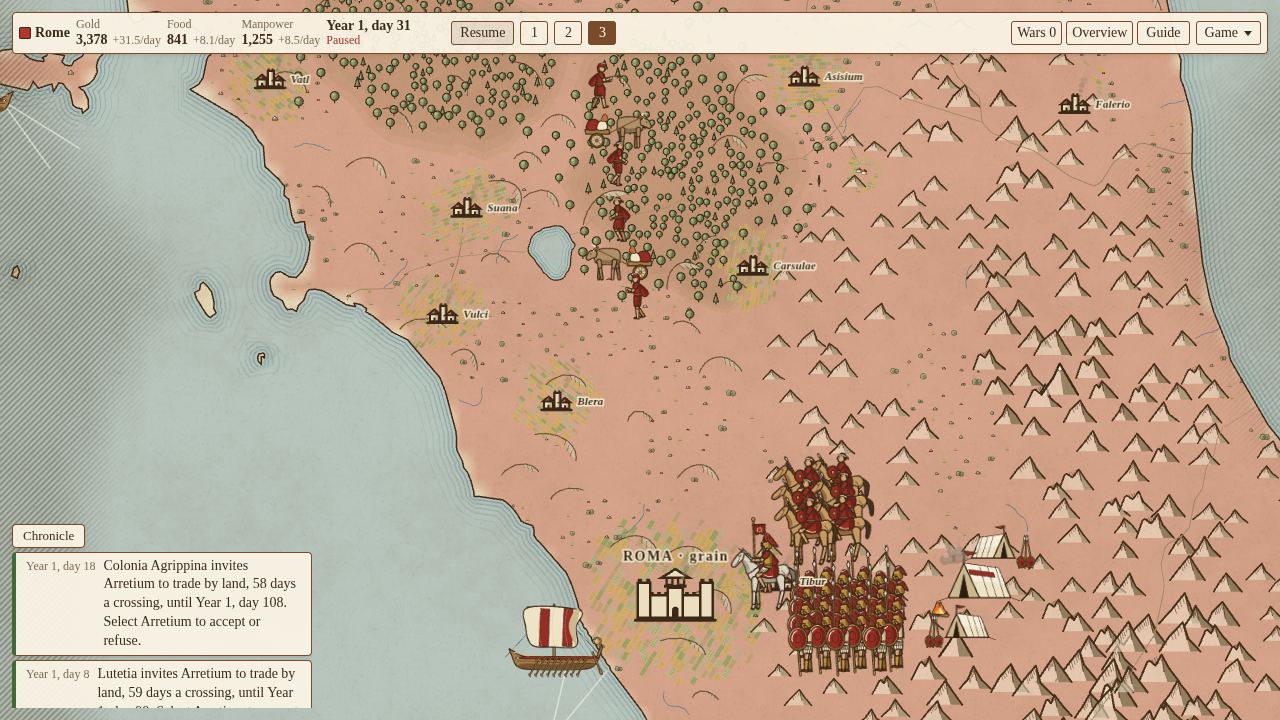 Rome
Gold
3,378 +31.5/day
Food
841 +8.1/day
Manpower
1,255 +8.5/day
Year 1, day 31
Paused
Resume
1
2
3
Wars 0
Overview
Guide
Game
Vati
Asisium
Falerio
Suana
Carsulae
Vulci
Blera
ROMA · grain
Tibur
Chronicle
Year 1, day 18 Colonia Agrippina invites
Arretium to trade by land, 58 days
a crossing, until Year 1, day 108.
Select Arretium to accept or
refuse.
Year 1, day 8 Lutetia invites Arretium to trade by
land, 59 days a crossing, until Year